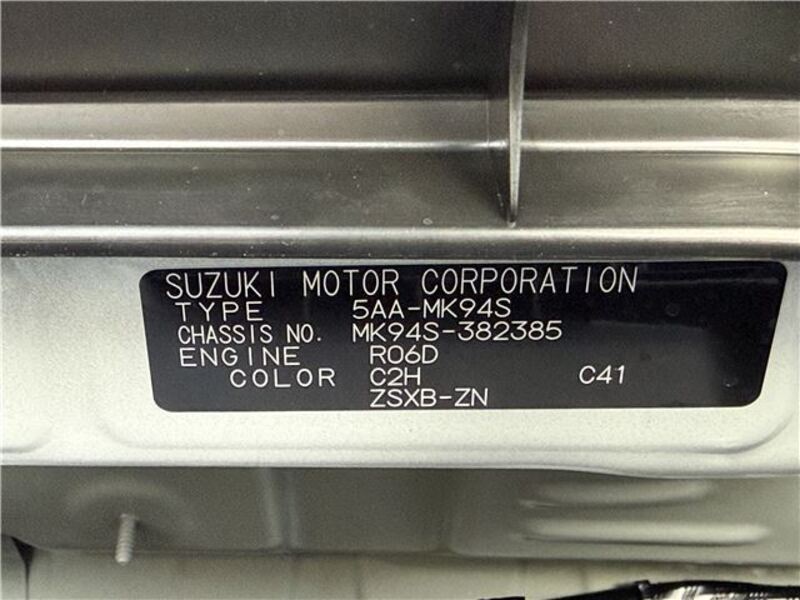 SUZUKI MOTOR CORPORATION
TYPE 5AA-MK94S
CHASSIS NO. MK94S-382385
ENGINE R06D
COLOR C2H C41
ZSXB-ZN